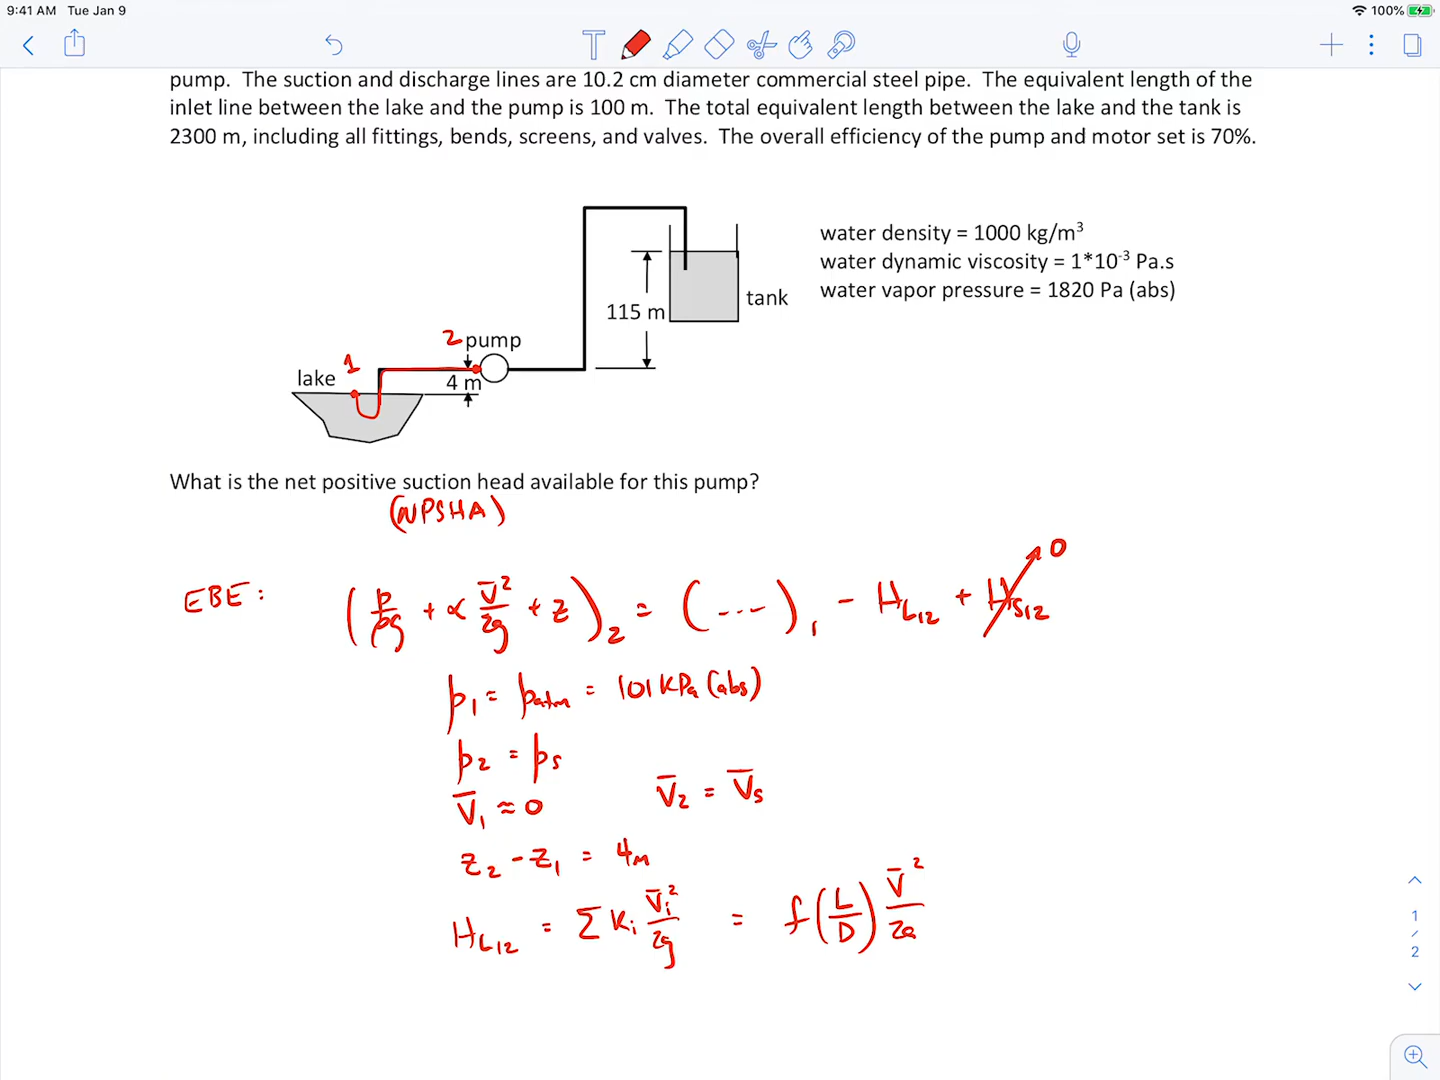 9:41 AM Tue Jan 9
100%
pump. The suction and discharge lines are 10.2 cm diameter commercial steel pipe. The equivalent length of the
inlet line between the lake and the pump is 100 m. The total equivalent length between the lake and the tank is
2300 m, including all fittings, bends, screens, and valves. The overall efficiency of the pump and motor set is 70%.
water density = 1000 kg/m³
water dynamic viscosity = 1*10⁻³ Pa.s
water vapor pressure = 1820 Pa (abs)
tank
115 m
2 pump
1
lake
4 m
What is the net positive suction head available for this pump?
(NPSHA)
EBE: (p/ρg + α V̄²/2g + z)₂ = (---)₁ - H_L12 + H_S12 → 0
p₁ = p_atm = 101 kPa (abs)
p₂ = p_s
V̄₁ ≈ 0 V̄₂ = V̄_s
z₂ - z₁ = 4m
H_L12 = Σ K_i V̄_i²/2g = f (L/D) V̄²/2g
1
/
2